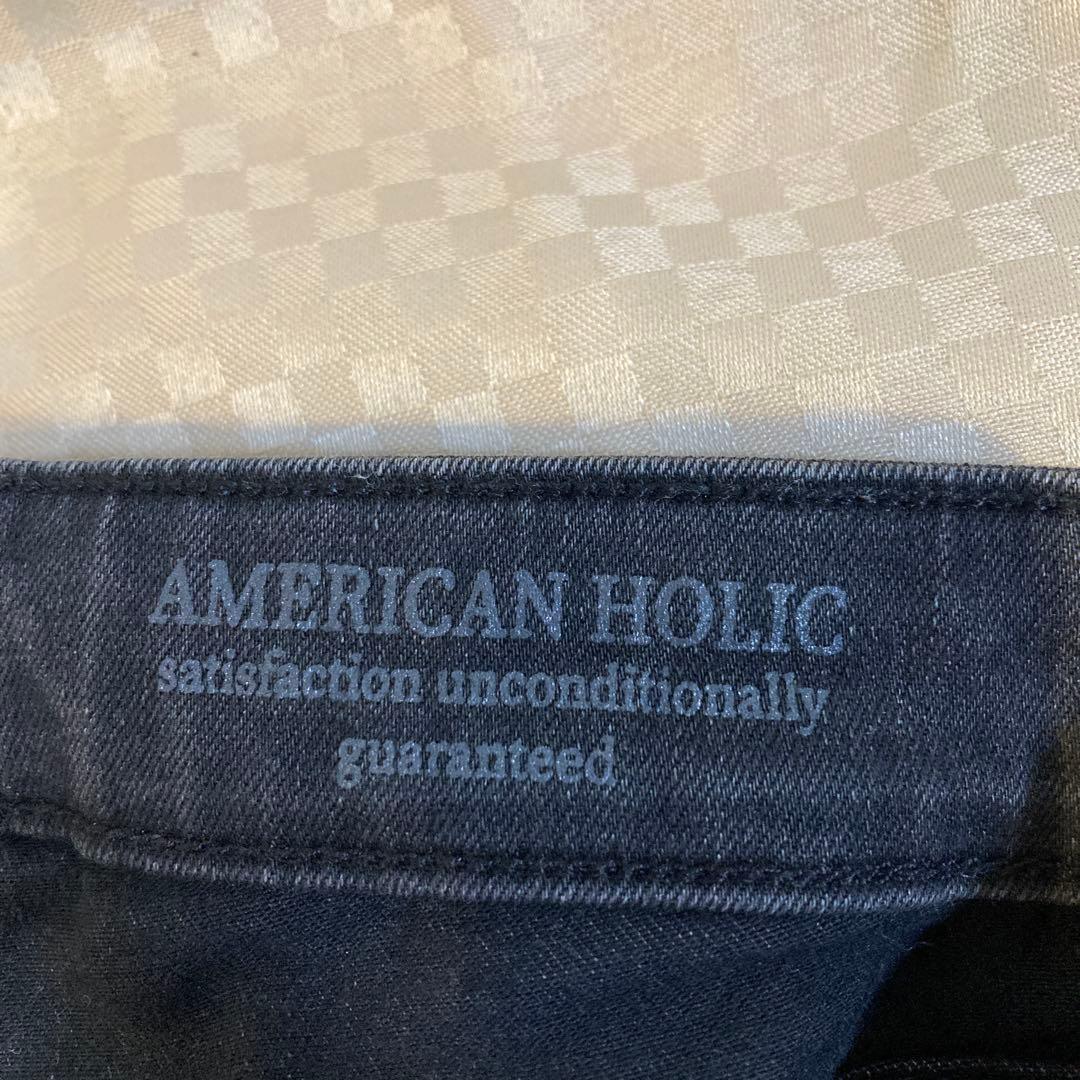 AMERICAN HOLIC
satisfaction unconditionally
guaranteed